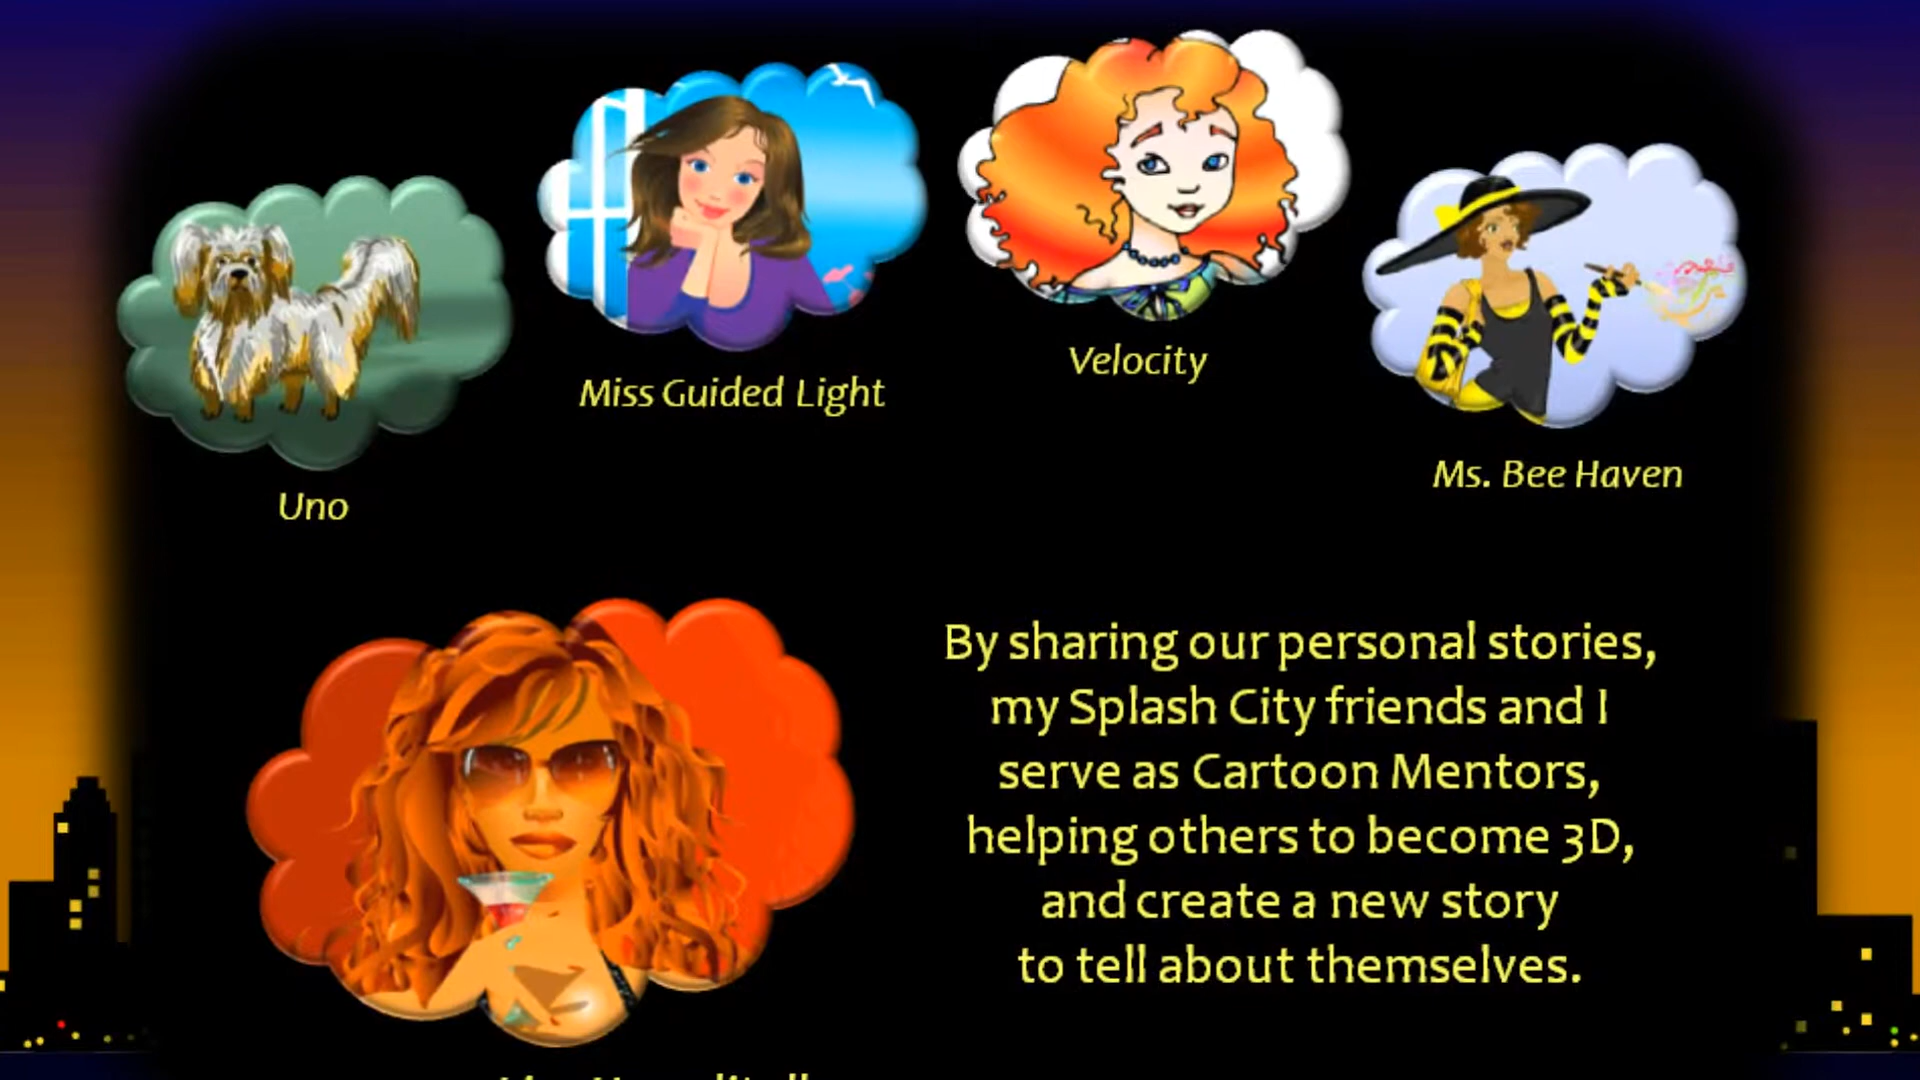 Velocity
Miss Guided Light
Ms. Bee Haven
Uno
By sharing our personal stories,
my Splash City friends and I
serve as Cartoon Mentors,
helping others to become 3D,
and create a new story
to tell about themselves.